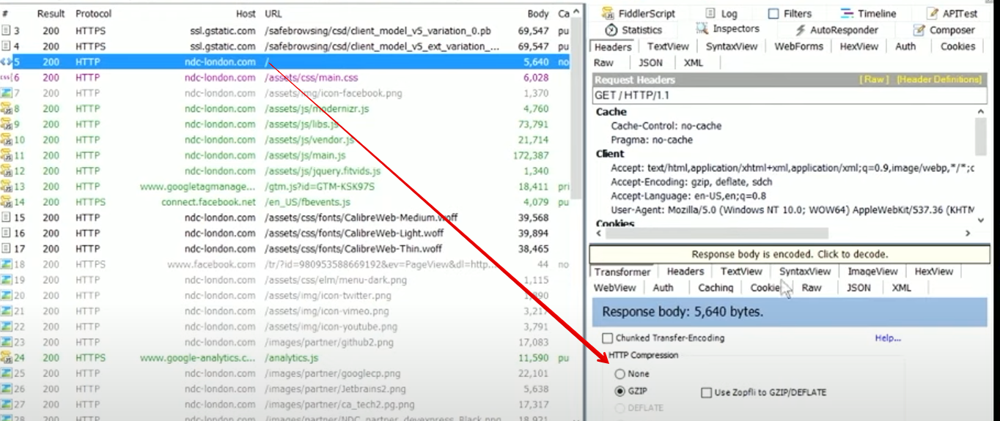 # Result Protocol Host URL Body Ca
3 200 HTTPS ssl.gstatic.com /safebrowsing/csd/client_model_v5_variation_0.pb 69,547 pu
4 200 HTTPS ssl.gstatic.com /safebrowsing/csd/client_model_v5_ext_variation_... 69,547 pu
5 200 HTTP ndc-london.com / 5,640 no
6 200 HTTP ndc-london.com /assets/css/main.css 6,028
7 200 HTTP ndc-london.com /assets/img/icon-facebook.png 1,370
8 200 HTTP ndc-london.com /assets/js/modernizr.js 4,760
9 200 HTTP ndc-london.com /assets/js/libs.js 73,791
10 200 HTTP ndc-london.com /assets/js/vendor.js 21,714
11 200 HTTP ndc-london.com /assets/js/main.js 172,387
12 200 HTTP ndc-london.com /assets/js/jquery.fitvids.js 1,340
13 200 HTTP www.googletagmanage... /gtm.js?id=GTM-KSK97S 18,411 pri
14 200 HTTPS connect.facebook.net /en_US/fbevents.js 4,079 pu
15 200 HTTP ndc-london.com /assets/css/fonts/CalibreWeb-Medium.woff 39,568
16 200 HTTP ndc-london.com /assets/css/fonts/CalibreWeb-Light.woff 39,894
17 200 HTTP ndc-london.com /assets/css/fonts/CalibreWeb-Thin.woff 38,465
18 200 HTTPS www.facebook.com /tr/?id=980953588669192&ev=PageView&dl=http... 44 no
19 200 HTTP ndc-london.com /assets/css/elm/menu-dark.png 1,115
20 200 HTTP ndc-london.com /assets/img/icon-twitter.png
21 200 HTTP ndc-london.com /assets/img/icon-vimeo.png
22 200 HTTP ndc-london.com /assets/img/icon-youtube.png 3,791
23 200 HTTP ndc-london.com /images/partner/github2.png 17,083
24 200 HTTPS www.google-analytics.c... /analytics.js 11,590 pu
25 200 HTTP ndc-london.com /images/partner/googlecp.png 22,101
26 200 HTTP ndc-london.com /images/partner/Jetbrains2.png 5,638
27 200 HTTP ndc-london.com /images/partner/ca_tech2.pg.png 17,317
28 200 HTTP ndc-london.com /images/partner/NDC_partner_devexpress_Black.png 18,921
FiddlerScript Log Filters Timeline APITest
Statistics Inspectors AutoResponder Composer
Headers TextView SyntaxView WebForms HexView Auth Cookies
Raw JSON XML
Request Headers [ Raw ] [Header Definitions]
GET / HTTP/1.1
Cache
Cache-Control: no-cache
Pragma: no-cache
Client
Accept: text/html,application/xhtml+xml,application/xml;q=0.9,image/webp,*/*;c
Accept-Encoding: gzip, deflate, sdch
Accept-Language: en-US,en;q=0.8
User-Agent: Mozilla/5.0 (Windows NT 10.0; WOW64) AppleWebKit/537.36 (KHTM
Cookies
Response body is encoded. Click to decode.
Transformer Headers TextView SyntaxView ImageView HexView
WebView Auth Caching Cookie Raw JSON XML
Response body: 5,640 bytes.
Chunked Transfer-Encoding Help...
HTTP Compression
None
GZIP Use Zopfli to GZIP/DEFLATE
DEFLATE